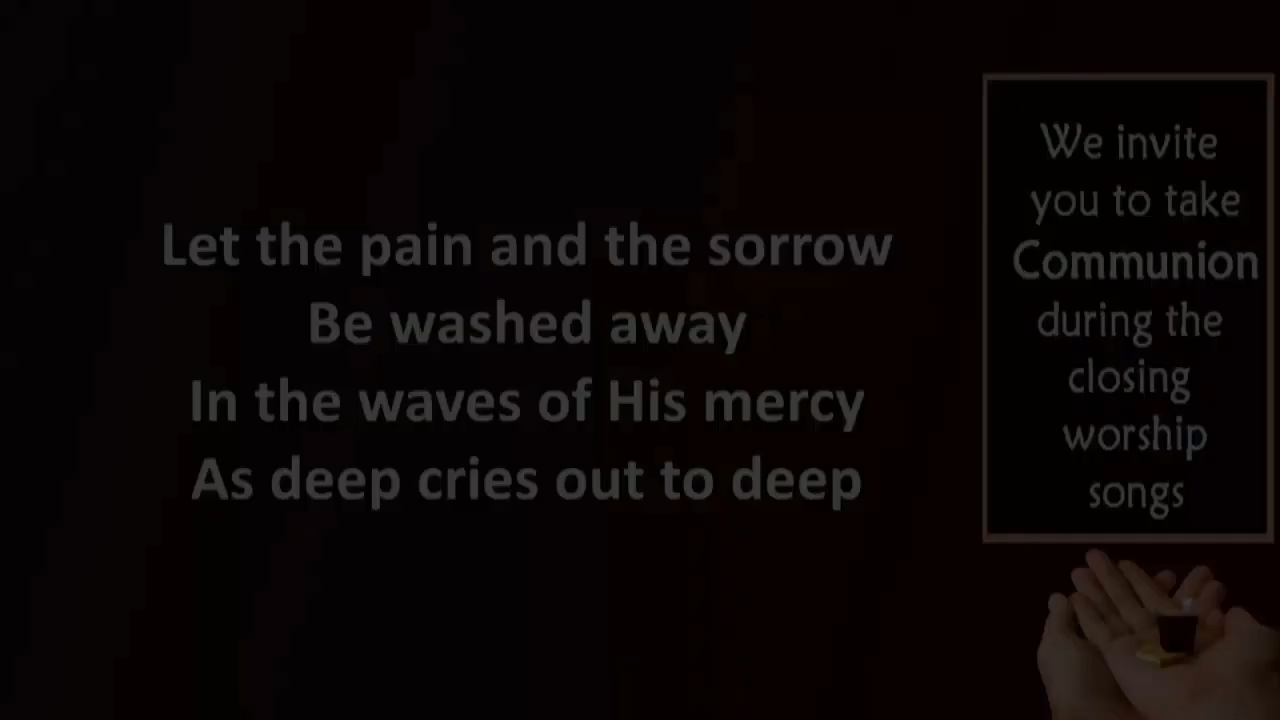 Let the pain and the sorrow
Be washed away
In the waves of His mercy
As deep cries out to deep
We invite
you to take
Communion
during the
closing
worship
songs